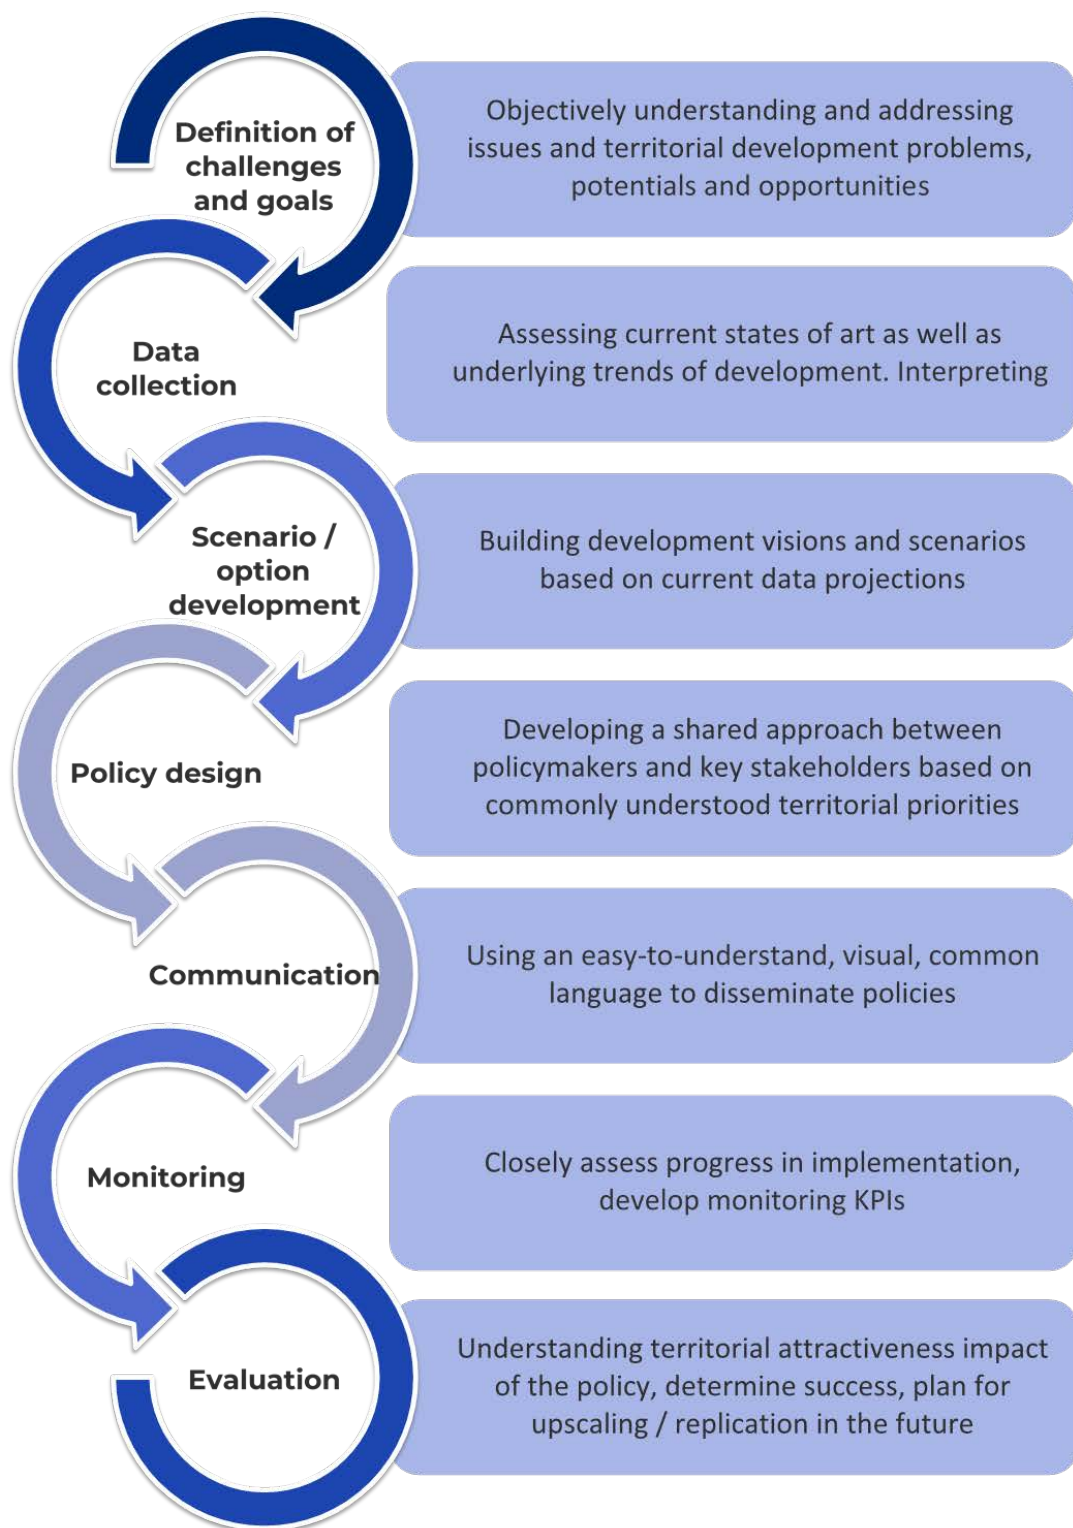 Definition of
challenges
and goals
Objectively understanding and addressing
issues and territorial development problems,
potentials and opportunities
Data
collection
Assessing current states of art as well as
underlying trends of development. Interpreting
Scenario /
option
development
Building development visions and scenarios
based on current data projections
Policy design
Developing a shared approach between
policymakers and key stakeholders based on
commonly understood territorial priorities
Communication
Using an easy-to-understand, visual, common
language to disseminate policies
Monitoring
Closely assess progress in implementation,
develop monitoring KPIs
Evaluation
Understanding territorial attractiveness impact
of the policy, determine success, plan for
upscaling / replication in the future